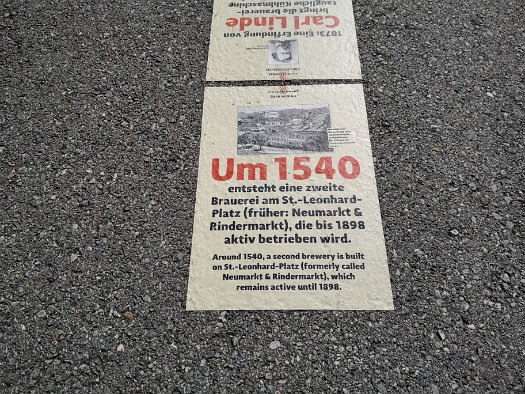 1873: Eine Erfindung von
Carl Linde
bringt die brauerei-
taugliche Kühlmaschine
Um 1540
entsteht eine zweite
Brauerei am St.-Leonhard-
Platz (früher: Neumarkt &
Rindermarkt), die bis 1898
aktiv betrieben wird.
Around 1540, a second brewery is built
on St.-Leonhard-Platz (formerly called
Neumarkt & Rindermarkt), which
remains active until 1898.